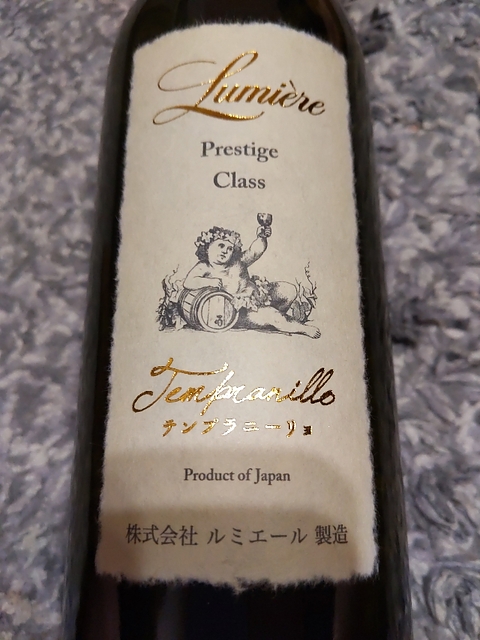 Lumière
Prestige
Class
Tempranillo
テンプラニーリョ
Product of Japan
株式会社 ルミエール 製造